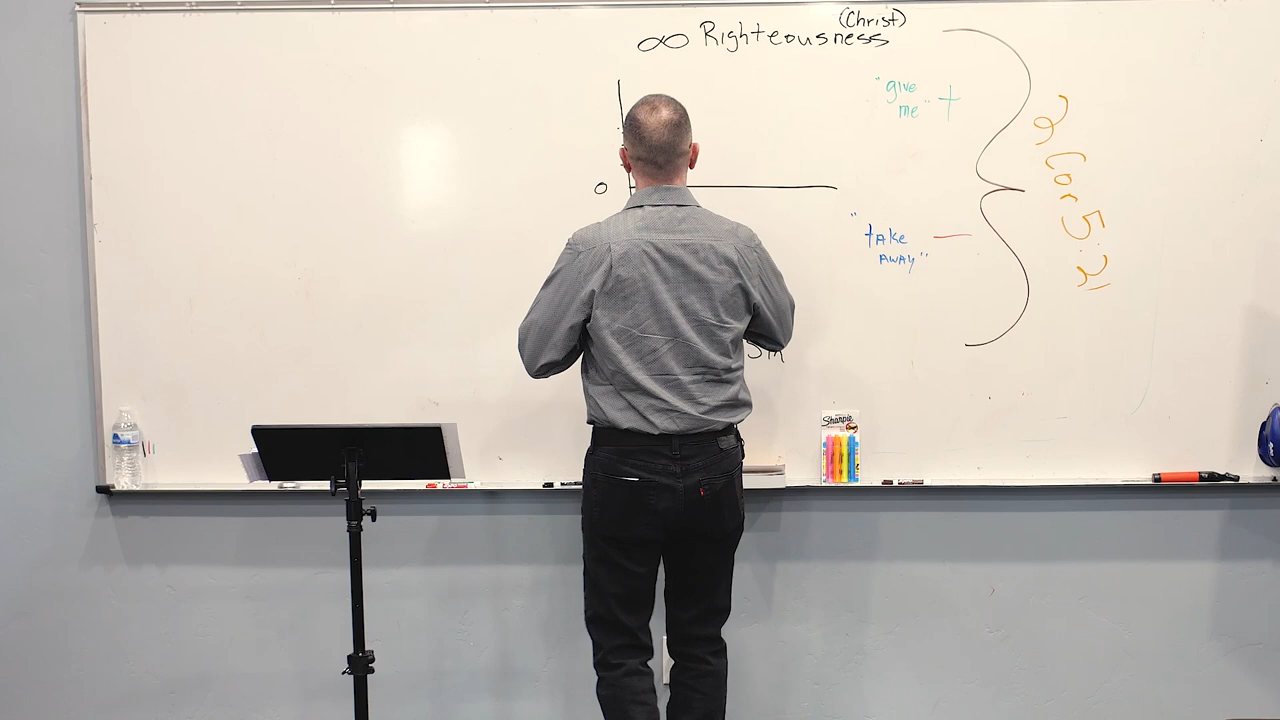 (Christ)
∞ Righteousness
"give
me" +
0
"tAke
AWAy" —
2 Cor 5:21
Sharpie